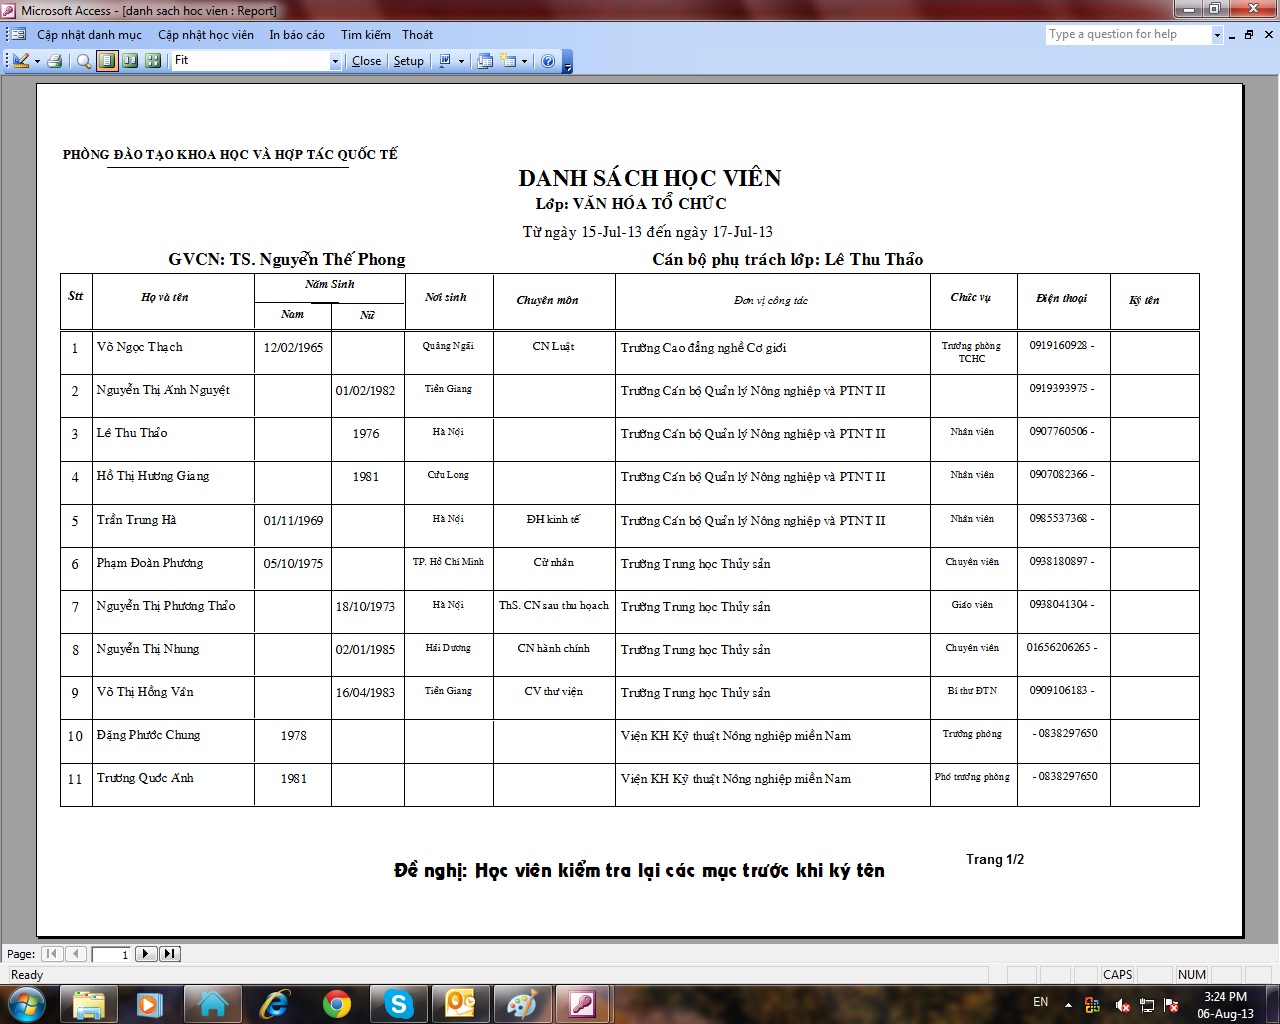 Microsoft Access - [danh sach hoc vien : Report]
Cập nhật danh mục Cập nhật học viên In báo cáo Tìm kiếm Thoát Type a question for help
Fit Close Setup
PHÒNG ĐÀO TẠO KHOA HỌC VÀ HỢP TÁC QUỐC TẾ
DANH SÁCH HỌC VIÊN
Lớp: VĂN HÓA TỔ CHỨC
Từ ngày 15-Jul-13 đến ngày 17-Jul-13
GVCN: TS. Nguyễn Thế Phong Cán bộ phụ trách lớp: Lê Thu Thảo
Stt Họ và tên Năm Sinh Nơi sinh Chuyên môn Đơn vị công tác Chức vụ Điện thoại Ký tên
Nam Nữ
1 Võ Ngọc Thạch 12/02/1965 Quảng Ngãi CN Luật Trường Cao đẳng nghề Cơ giới Trưởng phòng TCHC 0919160928 -
2 Nguyễn Thị Ánh Nguyệt 01/02/1982 Tiền Giang Trường Cán bộ Quản lý Nông nghiệp và PTNT II 0919393975 -
3 Lê Thu Thảo 1976 Hà Nội Trường Cán bộ Quản lý Nông nghiệp và PTNT II Nhân viên 0907760506 -
4 Hồ Thị Hương Giang 1981 Cửu Long Trường Cán bộ Quản lý Nông nghiệp và PTNT II Nhân viên 0907082366 -
5 Trần Trung Hà 01/11/1969 Hà Nội ĐH kinh tế Trường Cán bộ Quản lý Nông nghiệp và PTNT II Nhân viên 0985537368 -
6 Phạm Đoàn Phương 05/10/1975 TP. Hồ Chí Minh Cử nhân Trường Trung học Thủy sản Chuyên viên 0938180897 -
7 Nguyễn Thị Phương Thảo 18/10/1973 Hà Nội ThS. CN sau thu hoạch Trường Trung học Thủy sản Giáo viên 0938041304 -
8 Nguyễn Thị Nhung 02/01/1985 Hải Dương CN hành chính Trường Trung học Thủy sản Chuyên viên 01656206265 -
9 Võ Thị Hồng Vân 16/04/1983 Tiền Giang CV thư viện Trường Trung học Thủy sản Bí thư ĐTN 0909106183 -
10 Đặng Phước Chung 1978 Viện KH Kỹ thuật Nông nghiệp miền Nam Trưởng phòng - 0838297650
11 Trương Quốc Ánh 1981 Viện KH Kỹ thuật Nông nghiệp miền Nam Phó trưởng phòng - 0838297650
Đề nghị: Học viên kiểm tra lại các mục trước khi ký tên
Trang 1/2
Page: 1
Ready CAPS NUM
EN 3:24 PM
06-Aug-13